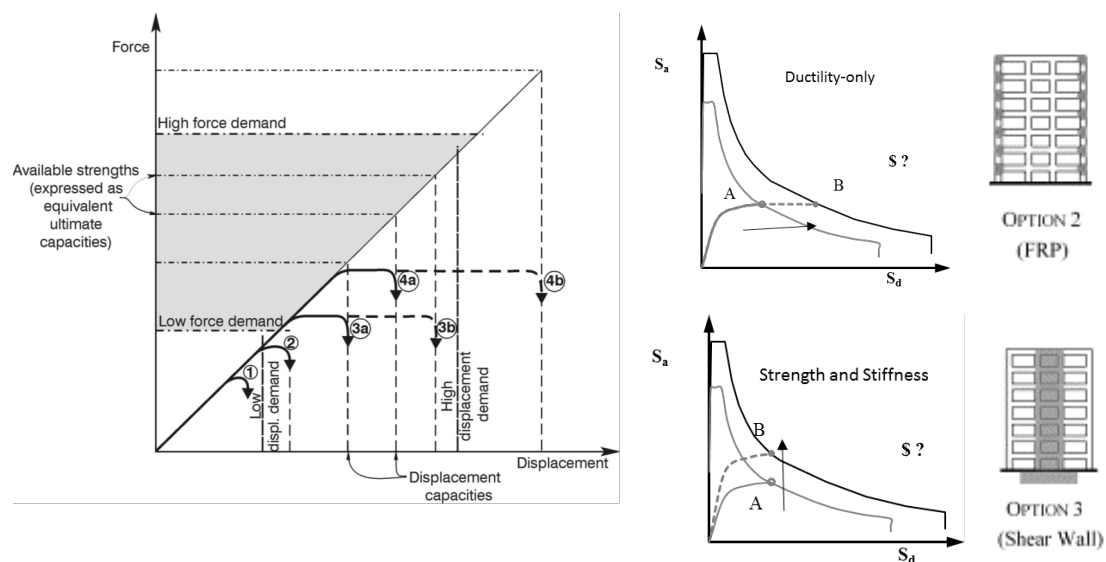 Force
High force demand
Available strengths
(expressed as
equivalent
ultimate
capacities)
Low force demand
1
2
3a
3b
4a
4b
Low
displ. demand
High
displacement
demand
Displacement
Displacement
capacities
Sa
Ductility-only
$ ?
A
B
Sd
OPTION 2
(FRP)
Sa
Strength and Stiffness
B
$ ?
A
Sd
OPTION 3
(Shear Wall)